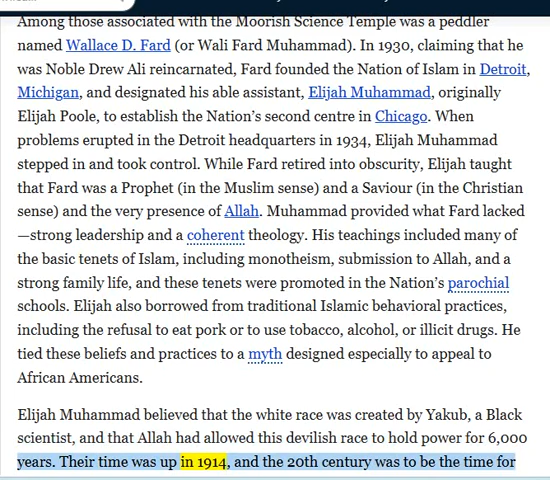 Among those associated with the Moorish Science Temple was a peddler
named Wallace D. Fard (or Wali Fard Muhammad). In 1930, claiming that he
was Noble Drew Ali reincarnated, Fard founded the Nation of Islam in Detroit,
Michigan, and designated his able assistant, Elijah Muhammad, originally
Elijah Poole, to establish the Nation’s second centre in Chicago. When
problems erupted in the Detroit headquarters in 1934, Elijah Muhammad
stepped in and took control. While Fard retired into obscurity, Elijah taught
that Fard was a Prophet (in the Muslim sense) and a Saviour (in the Christian
sense) and the very presence of Allah. Muhammad provided what Fard lacked
—strong leadership and a coherent theology. His teachings included many of
the basic tenets of Islam, including monotheism, submission to Allah, and a
strong family life, and these tenets were promoted in the Nation’s parochial
schools. Elijah also borrowed from traditional Islamic behavioral practices,
including the refusal to eat pork or to use tobacco, alcohol, or illicit drugs. He
tied these beliefs and practices to a myth designed especially to appeal to
African Americans.
Elijah Muhammad believed that the white race was created by Yakub, a Black
scientist, and that Allah had allowed this devilish race to hold power for 6,000
years. Their time was up in 1914, and the 20th century was to be the time for